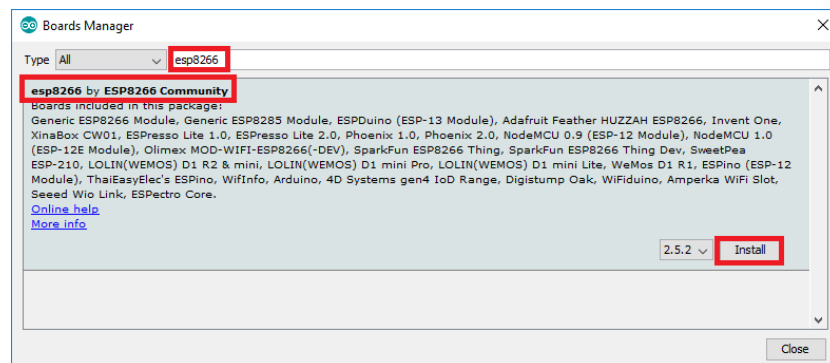 Boards Manager
Type All esp8266
esp8266 by ESP8266 Community
Boards included in this package:
Generic ESP8266 Module, Generic ESP8285 Module, ESPDuino (ESP-13 Module), Adafruit Feather HUZZAH ESP8266, Invent One,
XinaBox CW01, ESPresso Lite 1.0, ESPresso Lite 2.0, Phoenix 1.0, Phoenix 2.0, NodeMCU 0.9 (ESP-12 Module), NodeMCU 1.0
(ESP-12E Module), Olimex MOD-WIFI-ESP8266(-DEV), SparkFun ESP8266 Thing, SparkFun ESP8266 Thing Dev, SweetPea
ESP-210, LOLIN(WEMOS) D1 R2 & mini, LOLIN(WEMOS) D1 mini Pro, LOLIN(WEMOS) D1 mini Lite, WeMos D1 R1, ESPino (ESP-12
Module), ThaiEasyElec's ESPino, WifInfo, Arduino, 4D Systems gen4 IoD Range, Digistump Oak, WiFiduino, Amperka WiFi Slot,
Seeed Wio Link, ESPectro Core.
Online help
More info
2.5.2 Install
Close